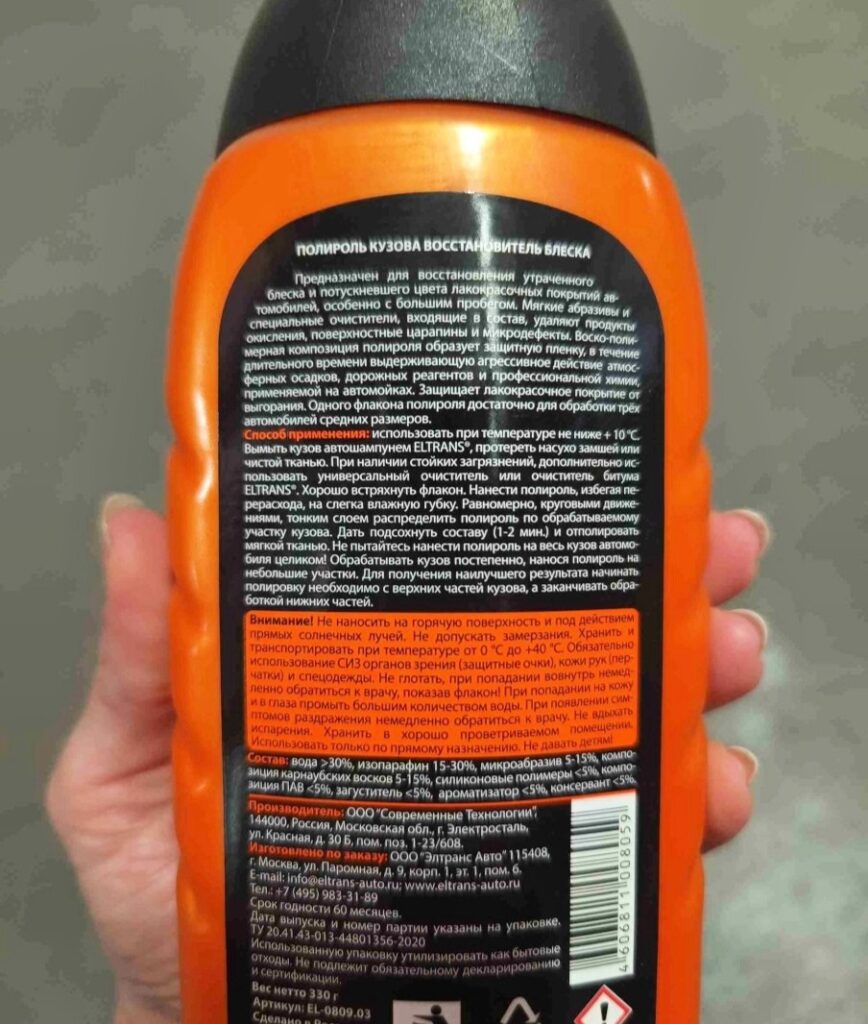 ПОЛИРОЛЬ КУЗОВА ВОССТАНОВИТЕЛЬ БЛЕСКА
Предназначен для восстановления утраченного
блеска и потускневшего цвета лакокрасочных покрытий ав-
томобилей, особенно с большим пробегом. Мягкие абразивы и
специальные очистители, входящие в состав, удаляют продукты
окисления, поверхностные царапины и микродефекты. Воско-поли-
мерная композиция полироля образует защитную пленку, в течение
длительного времени выдерживающую агрессивное действие атмос-
ферных осадков, дорожных реагентов и профессиональной химии,
применяемой на автомойках. Защищает лакокрасочное покрытие от
выгорания. Одного флакона полироля достаточно для обработки трёх
автомобилей средних размеров.
Способ применения: использовать при температуре не ниже + 10 °С.
Вымыть кузов автошампунем ELTRANS®, протереть насухо замшей или
чистой тканью. При наличии стойких загрязнений, дополнительно ис-
пользовать универсальный очиститель или очиститель битума
ELTRANS®. Хорошо встряхнуть флакон. Нанести полироль, избегая пе-
рерасхода, на слегка влажную губку. Равномерно, круговыми движе-
ниями, тонким слоем распределить полироль по обрабатываемому
участку кузова. Дать подсохнуть составу (1-2 мин.) и отполировать
мягкой тканью. Не пытайтесь нанести полироль на весь кузов автомо-
биля целиком! Обрабатывать кузов постепенно, нанося полироль на
небольшие участки. Для получения наилучшего результата начинать
полировку необходимо с верхних частей кузова, а заканчивать обра-
боткой нижних частей.
Внимание! Не наносить на горячую поверхность и под действием
прямых солнечных лучей. Не допускать замерзания. Хранить и
транспортировать при температуре от 0 °С до +40 °С. Обязательно
использование СИЗ органов зрения (защитные очки), кожи рук (пер-
чатки) и спецодежды. Не глотать, при попадании вовнутрь немед-
ленно обратиться к врачу, показав флакон! При попадании на кожу
и в глаза промыть большим количеством воды. При появлении сим-
птомов раздражения немедленно обратиться к врачу. Не вдыхать
испарения. Хранить в хорошо проветриваемом помещении.
Использовать только по прямому назначению. Не давать детям!
Состав: вода >30%, изопарафин 15-30%, микроабразив 5-15%, компо-
зиция карнаубских восков 5-15%, силиконовые полимеры <5%, компо-
зиция ПАВ <5%, загуститель <5%, ароматизатор <5%, консервант <5%.
Производитель: ООО "Современные Технологии",
144000, Россия, Московская обл., г. Электросталь,
ул. Красная, д. 30 Б, пом. поз. 1-23/608.
Изготовлено по заказу: ООО "Элтранс Авто" 115408,
г. Москва, ул. Паромная, д. 9, корп. 1, эт. 1, пом. 6.
E-mail: info@eltrans-auto.ru; www.eltrans-auto.ru
Тел.: +7 (495) 983-31-89
Срок годности 60 месяцев.
Дата выпуска и номер партии указаны на упаковке.
ТУ 20.41.43-013-44801356-2020
Использованную упаковку утилизировать как бытовые
отходы. Не подлежит обязательному декларированию
и сертификации.
Вес нетто 330 г
Артикул: EL-0809.03
Сделано в
4 606811 008059